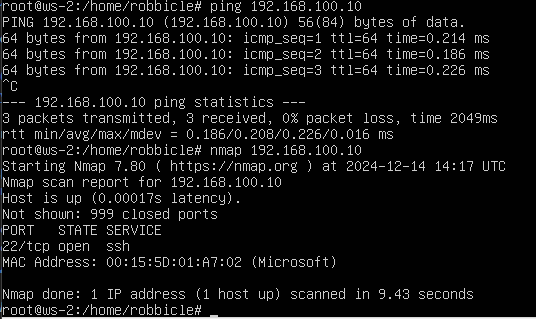 root@ws-2:/home/robbicle# ping 192.168.100.10
PING 192.168.100.10 (192.168.100.10) 56(84) bytes of data.
64 bytes from 192.168.100.10: icmp_seq=1 ttl=64 time=0.214 ms
64 bytes from 192.168.100.10: icmp_seq=2 ttl=64 time=0.186 ms
64 bytes from 192.168.100.10: icmp_seq=3 ttl=64 time=0.226 ms
^C
--- 192.168.100.10 ping statistics ---
3 packets transmitted, 3 received, 0% packet loss, time 2049ms
rtt min/avg/max/mdev = 0.186/0.208/0.226/0.016 ms
root@ws-2:/home/robbicle# nmap 192.168.100.10
Starting Nmap 7.80 ( https://nmap.org ) at 2024-12-14 14:17 UTC
Nmap scan report for 192.168.100.10
Host is up (0.00017s latency).
Not shown: 999 closed ports
PORT   STATE SERVICE
22/tcp open  ssh
MAC Address: 00:15:5D:01:A7:02 (Microsoft)

Nmap done: 1 IP address (1 host up) scanned in 9.43 seconds
root@ws-2:/home/robbicle# _